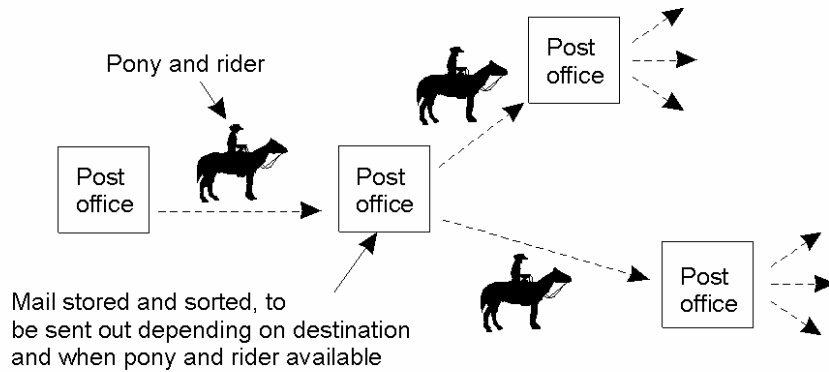 Pony and rider
Post
office
Post
office
Post
office
Post
office
Mail stored and sorted, to
be sent out depending on destination
and when pony and rider available